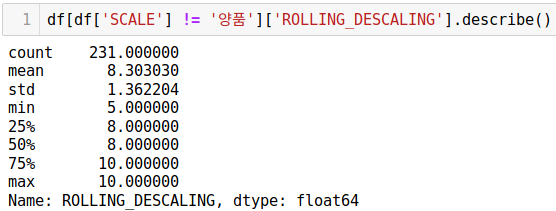 1 df[df['SCALE'] != '양품']['ROLLING_DESCALING'].describe()
count 231.000000
mean 8.303030
std 1.362204
min 5.000000
25% 8.000000
50% 8.000000
75% 10.000000
max 10.000000
Name: ROLLING_DESCALING, dtype: float64